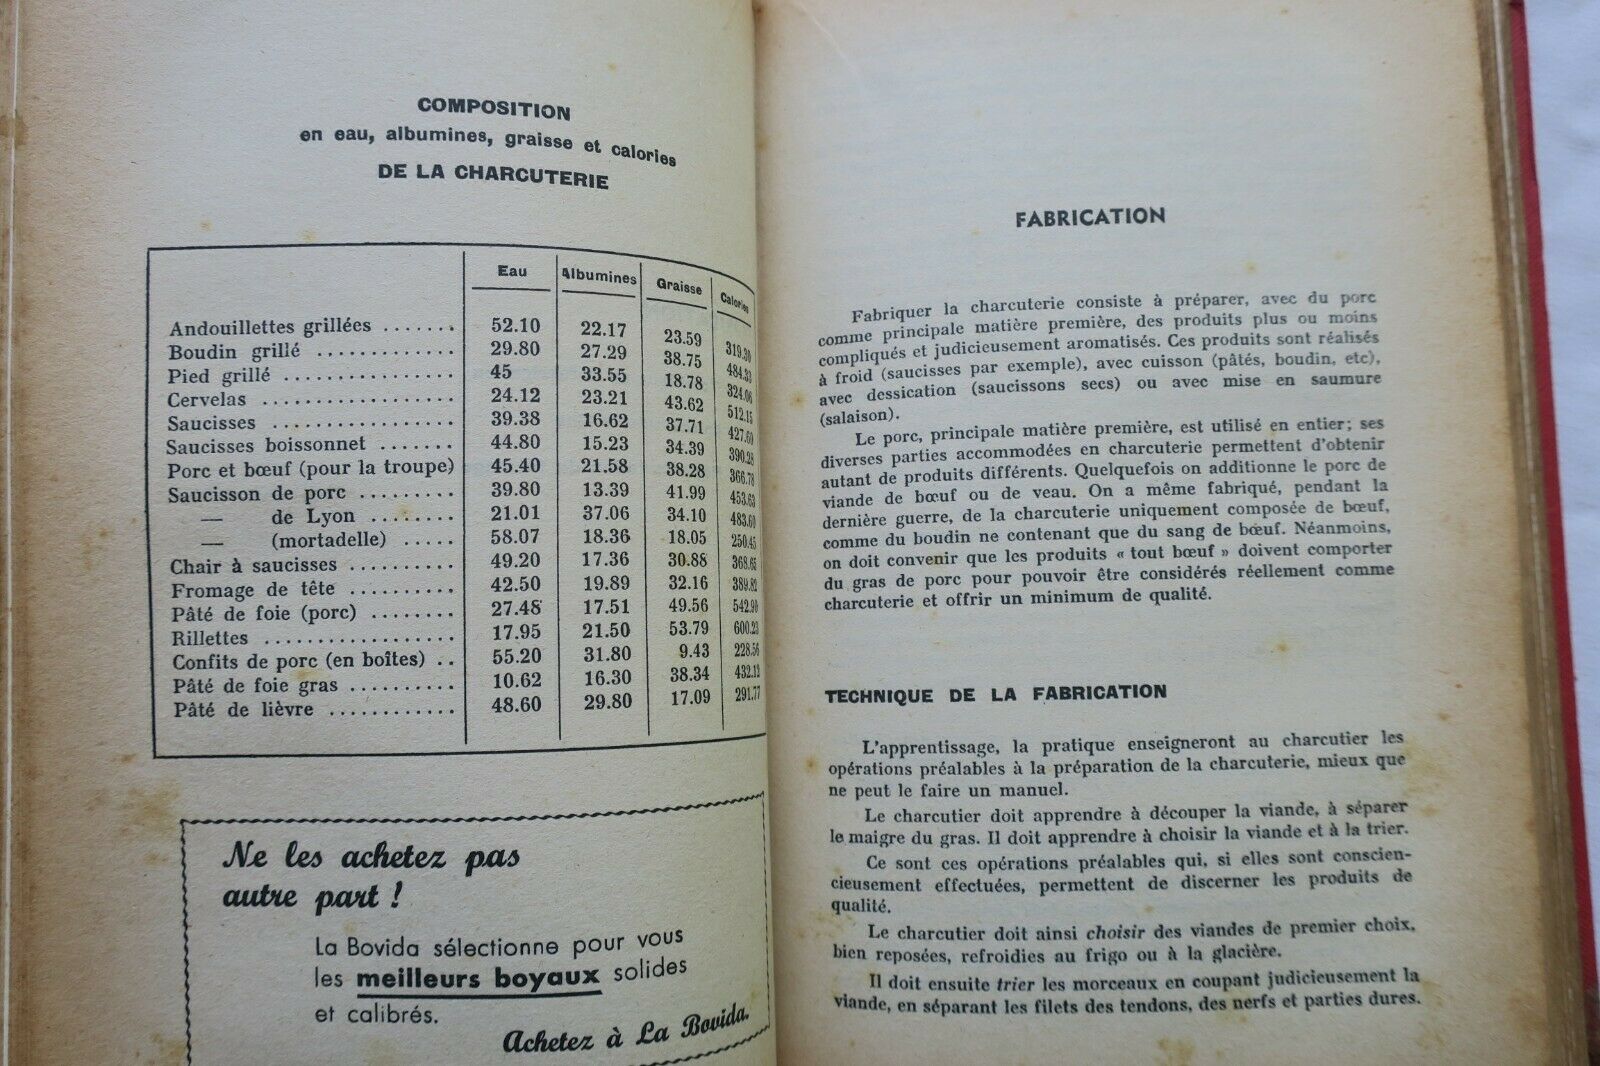 COMPOSITION
en eau, albumines, graisse et calories
DE LA CHARCUTERIE
Eau Albumines Graisse Calories
Andouillettes grillées ....... 52.10 22.17 23.59 319.30
Boudin grillé ............. 29.80 27.29 38.75 484.33
Pied grillé ................ 45 33.55 18.78 324.06
Cervelas .................. 24.12 23.21 43.62 512.15
Saucisses ................. 39.38 16.62 37.71 427.60
Saucisses boissonnet ....... 44.80 15.23 34.39 390.28
Porc et bœuf (pour la troupe) 45.40 21.58 38.28 366.78
Saucisson de porc ......... 39.80 13.39 41.99 453.63
— de Lyon ........ 21.01 37.06 34.10 483.60
— (mortadelle) ..... 58.07 18.36 18.05 250.45
Chair à saucisses .......... 49.20 17.36 30.88 368.65
Fromage de tête ........... 42.50 19.89 32.16 389.82
Pâté de foie (porc) ........ 27.48 17.51 49.56 542.90
Rillettes .................. 17.95 21.50 53.79 600.23
Confits de porc (en boîtes) .. 55.20 31.80 9.43 228.56
Pâté de foie gras .......... 10.62 16.30 38.34 432.12
Pâté de lièvre ............ 48.60 29.80 17.09 291.77
Ne les achetez pas
autre part !
La Bovida sélectionne pour vous
les meilleurs boyaux solides
et calibrés.
Achetez à La Bovida.
FABRICATION
Fabriquer la charcuterie consiste à préparer, avec du porc
comme principale matière première, des produits plus ou moins
compliqués et judicieusement aromatisés. Ces produits sont réalisés
à froid (saucisses par exemple), avec cuisson (pâtés, boudin, etc),
avec dessication (saucissons secs) ou avec mise en saumure
(salaison).
Le porc, principale matière première, est utilisé en entier; ses
diverses parties accommodées en charcuterie permettent d'obtenir
autant de produits différents. Quelquefois on additionne le porc de
viande de bœuf ou de veau. On a même fabriqué, pendant la
dernière guerre, de la charcuterie uniquement composée de bœuf,
comme du boudin ne contenant que du sang de bœuf. Néanmoins,
on doit convenir que les produits « tout bœuf » doivent comporter
du gras de porc pour pouvoir être considérés réellement comme
charcuterie et offrir un minimum de qualité.
TECHNIQUE DE LA FABRICATION
L'apprentissage, la pratique enseigneront au charcutier les
opérations préalables à la préparation de la charcuterie, mieux que
ne peut le faire un manuel.
Le charcutier doit apprendre à découper la viande, à séparer
le maigre du gras. Il doit apprendre à choisir la viande et à la trier.
Ce sont ces opérations préalables qui, si elles sont conscien-
cieusement effectuées, permettent de discerner les produits de
qualité.
Le charcutier doit ainsi choisir des viandes de premier choix,
bien reposées, refroidies au frigo ou à la glacière.
Il doit ensuite trier les morceaux en coupant judicieusement la
viande, en séparant les filets des tendons, des nerfs et parties dures.